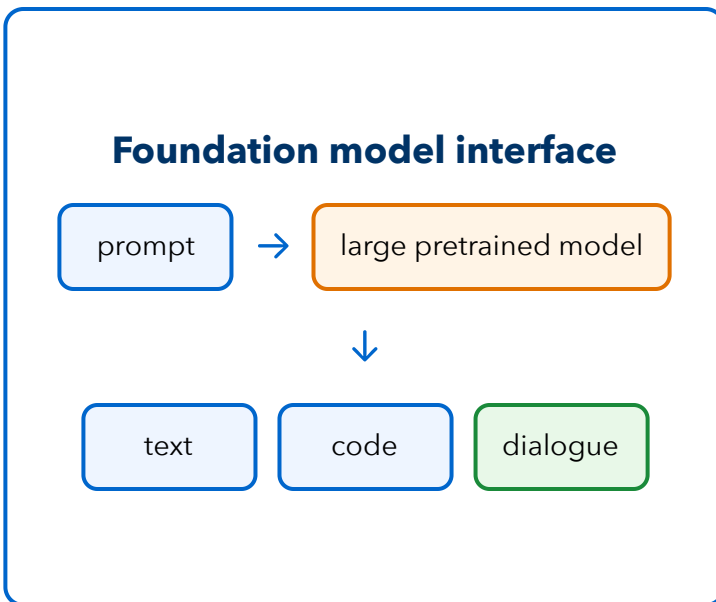 Foundation model interface
prompt → large pretrained model
↓
text code dialogue